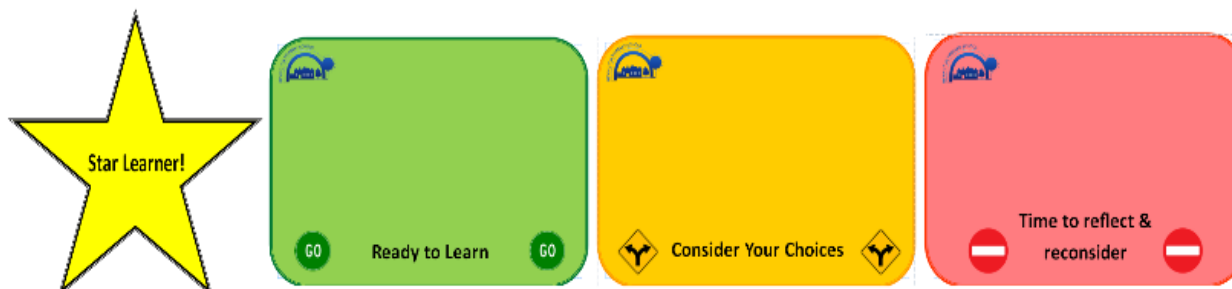 Star Learner!
GO
Ready to Learn
GO
Consider Your Choices
Time to reflect &
reconsider